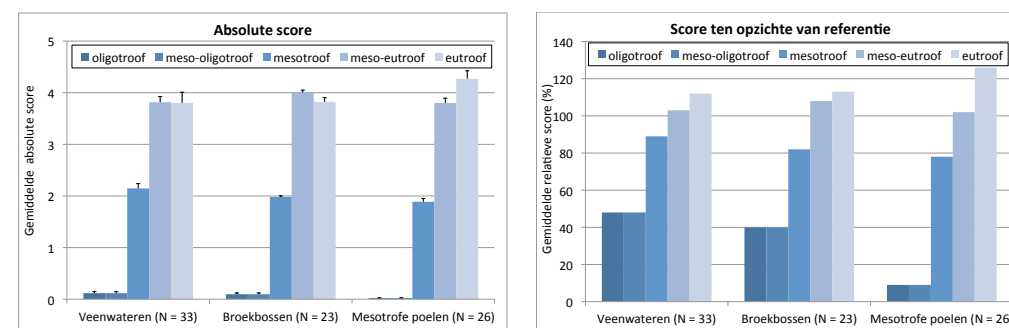 Absolute score
5
oligotroof meso-oligotroof mesotroof meso-eutroof eutroof
4
3
2
1
0
Gemiddelde absolute score
Veenwateren (N = 33) Broekbossen (N = 23) Mesotrofe poelen (N = 26)
Score ten opzichte van referentie
140
oligotroof meso-oligotroof mesotroof meso-eutroof eutroof
120
100
80
60
40
20
0
Gemiddelde relatieve score (%)
Veenwateren (N = 33) Broekbossen (N = 23) Mesotrofe poelen (N = 26